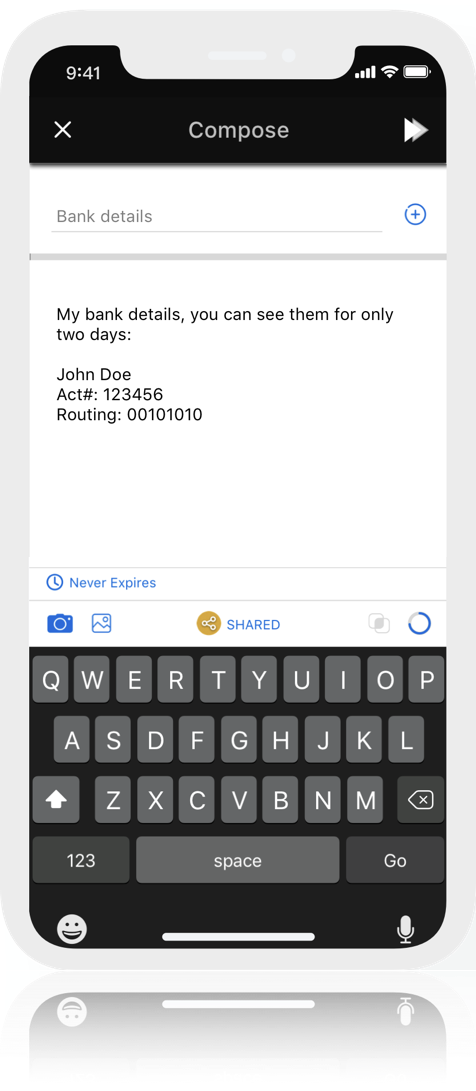 9:41
Compose
Bank details
My bank details, you can see them for only
two days:
John Doe
Act#: 123456
Routing: 00101010
Never Expires
SHARED
Q W E R T Y U I O P
A S D F G H J K L
Z X C V B N M
123 space Go